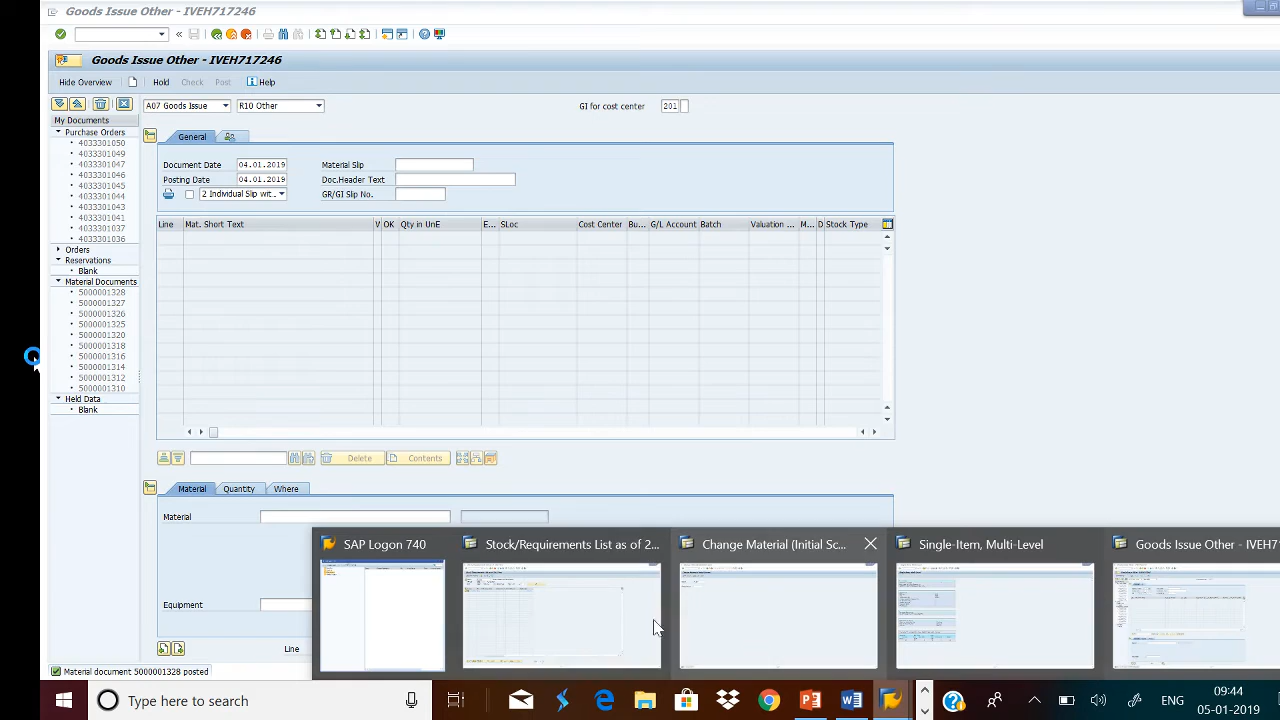 Goods Issue Other - IVEH717246
Goods Issue Other - IVEH717246
Hide Overview Hold Check Post Help
A07 Goods Issue R10 Other GI for cost center 201
My Documents
Purchase Orders
4033301050
4033301049
4033301047
4033301046
4033301045
4033301044
4033301043
4033301041
4033301037
4033301036
Orders
Reservations
Blank
Material Documents
5000001328
5000001327
5000001326
5000001325
5000001320
5000001318
5000001316
5000001314
5000001312
5000001310
Held Data
Blank
General
Document Date 04.01.2019 Material Slip
Posting Date 04.01.2019 Doc.Header Text
2 Individual Slip wit... GR/GI Slip No.
Line Mat. Short Text V OK Qty in UnE E... SLoc Cost Center Bu... G/L Account Batch Valuation ... M... D Stock Type
Delete Contents
Material Quantity Where
Material
Equipment
Line
Material document 5000001328 posted
SAP Logon 740 Stock/Requirements List as of 2... Change Material (Initial Sc... Single-Item, Multi-Level Goods Issue Other - IVEH7
Type here to search
ENG
09:44
05-01-2019